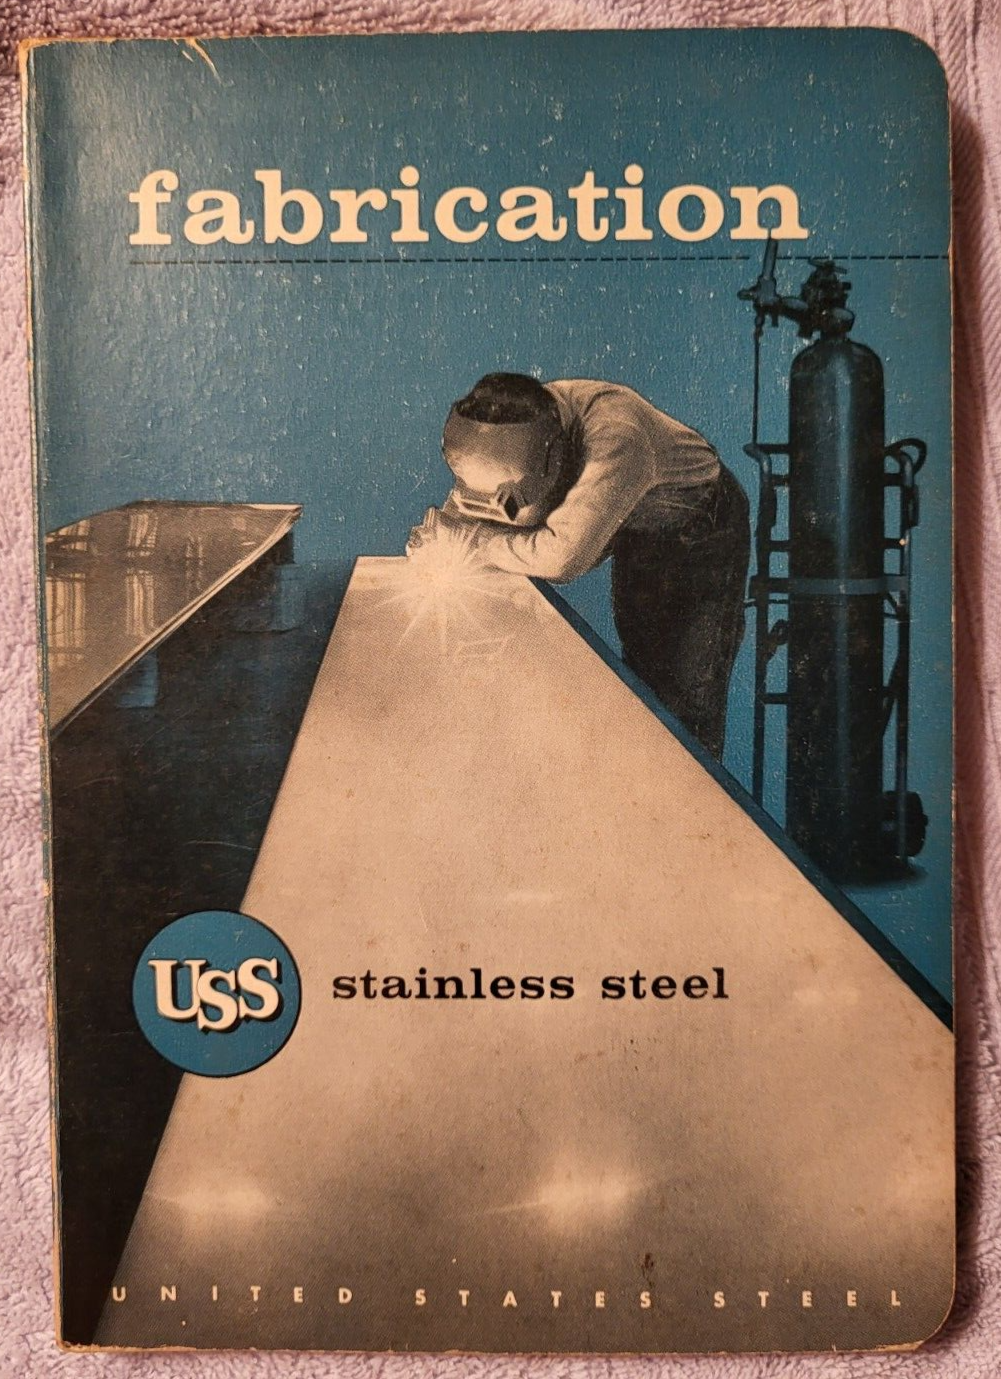 fabrication
USS stainless steel
UNITED STATES STEEL